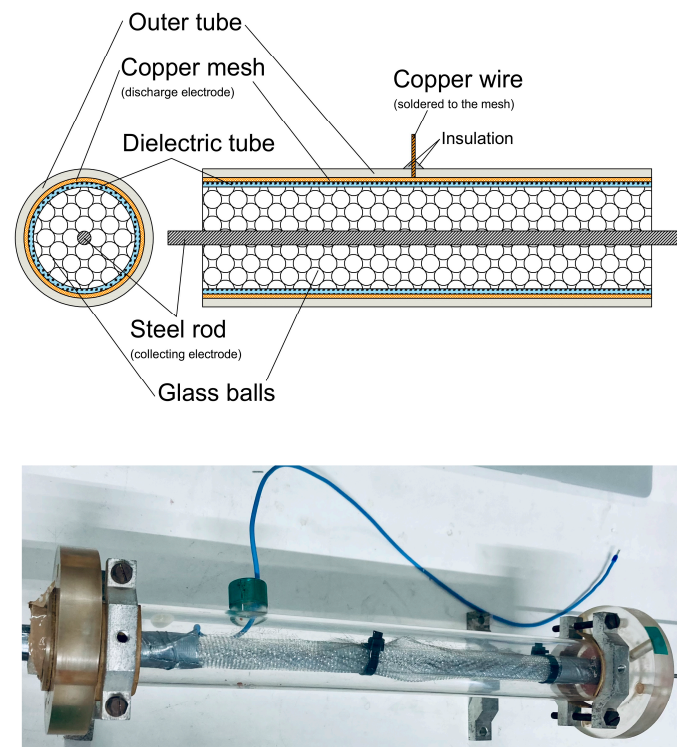 Outer tube
Copper mesh
(discharge electrode)
Copper wire
(soldered to the mesh)
Insulation
Dielectric tube
Steel rod
(collecting electrode)
Glass balls